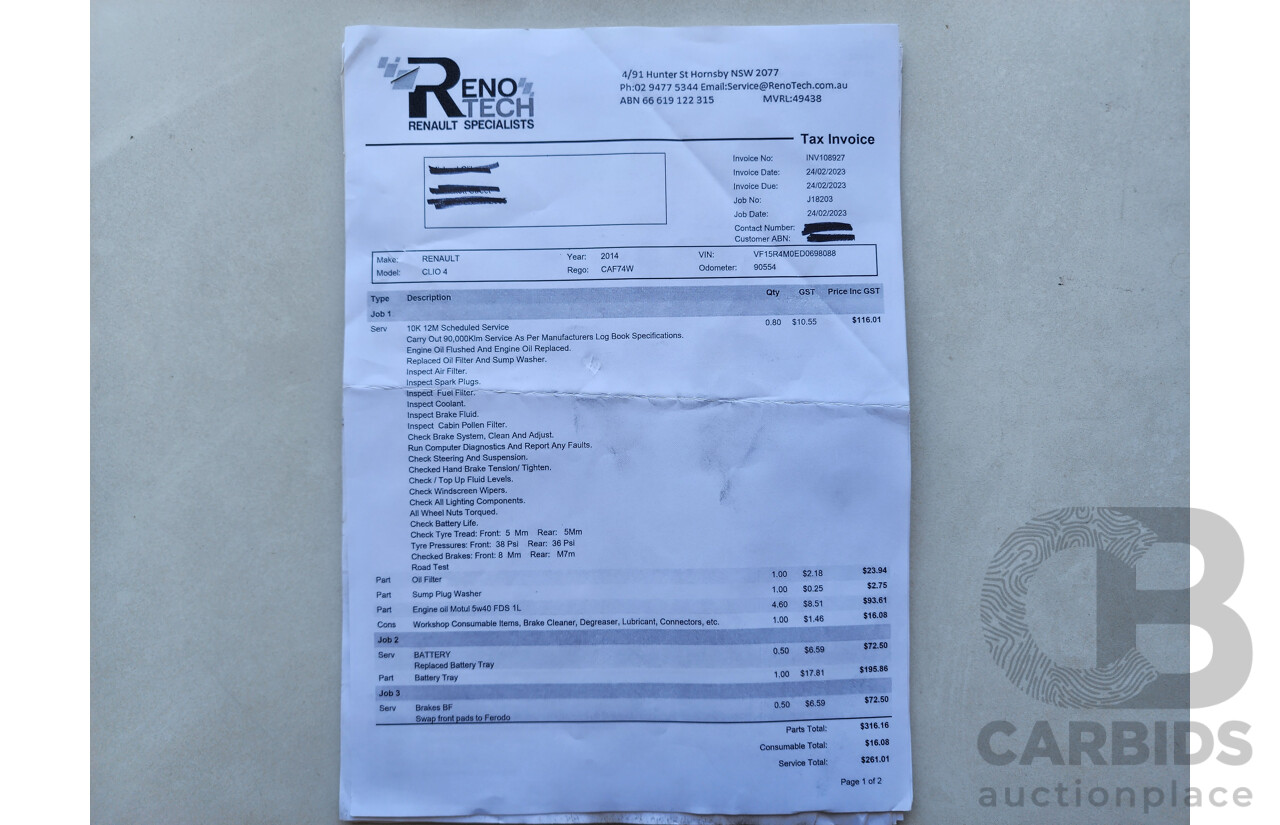 RENO
TECH
RENAULT SPECIALISTS
4/91 Hunter St Hornsby NSW 2077
Ph:02 9477 5344 Email:Service@RenoTech.com.au
ABN 66 619 122 315 MVRL:49438
Tax Invoice
Invoice No: INV108927
Invoice Date: 24/02/2023
Invoice Due: 24/02/2023
Job No: J18203
Job Date: 24/02/2023
Contact Number:
Customer ABN:
Make: RENAULT Year: 2014 VIN: VF15R4M0ED0698088
Model: CLIO 4 Rego: CAF74W Odometer: 90554
Type Description Qty GST Price Inc GST
Job 1
Serv 10K 12M Scheduled Service 0.80 $10.55 $116.01
Carry Out 90,000Klm Service As Per Manufacturers Log Book Specifications.
Engine Oil Flushed And Engine Oil Replaced.
Replaced Oil Filter And Sump Washer.
Inspect Air Filter.
Inspect Spark Plugs.
Inspect Fuel Filter.
Inspect Coolant.
Inspect Brake Fluid.
Inspect Cabin Pollen Filter.
Check Brake System, Clean And Adjust.
Run Computer Diagnostics And Report Any Faults.
Check Steering And Suspension.
Checked Hand Brake Tension/ Tighten.
Check / Top Up Fluid Levels.
Check Windscreen Wipers.
Check All Lighting Components.
All Wheel Nuts Torqued.
Check Battery Life.
Check Tyre Tread: Front: 5 Mm Rear: 5Mm
Tyre Pressures: Front: 38 Psi Rear: 36 Psi
Checked Brakes: Front: 8 Mm Rear: M7m
Road Test
Part Oil Filter 1.00 $2.18 $23.94
Part Sump Plug Washer 1.00 $0.25 $2.75
Part Engine oil Motul 5w40 FDS 1L 4.60 $8.51 $93.61
Cons Workshop Consumable Items, Brake Cleaner, Degreaser, Lubricant, Connectors, etc. 1.00 $1.46 $16.08
Job 2
Serv BATTERY 0.50 $6.59 $72.50
Replaced Battery Tray
Part Battery Tray 1.00 $17.81 $195.86
Job 3
Serv Brakes BF 0.50 $6.59 $72.50
Swap front pads to Ferodo
Parts Total: $316.16
Consumable Total: $16.08
Service Total: $261.01
Page 1 of 2
CB
CARBIDS
auctionplace